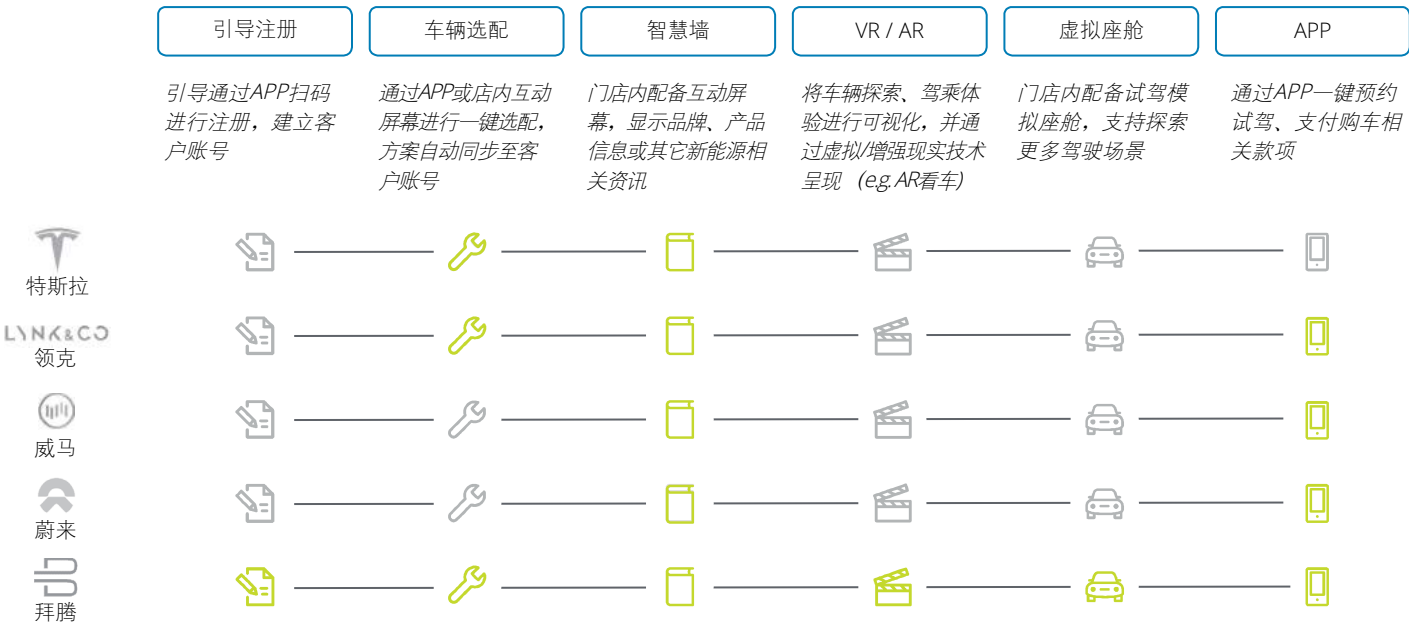 引导注册
车辆选配
智慧墙
VR / AR
虚拟座舱
APP
引导通过APP扫码
进行注册，建立客
户账号
通过APP或店内互动
屏幕进行一键选配，
方案自动同步至客
户账号
门店内配备互动屏
幕，显示品牌、产品
信息或其它新能源相
关资讯
将车辆探索、驾乘体
验进行可视化，并通
过虚拟/增强现实技术
呈现 (e.g. AR看车)
门店内配备试驾模
拟座舱，支持探索
更多驾驶场景
通过APP一键预约
试驾、支付购车相
关款项
特斯拉
LYNK&CO
领克
威马
蔚来
拜腾